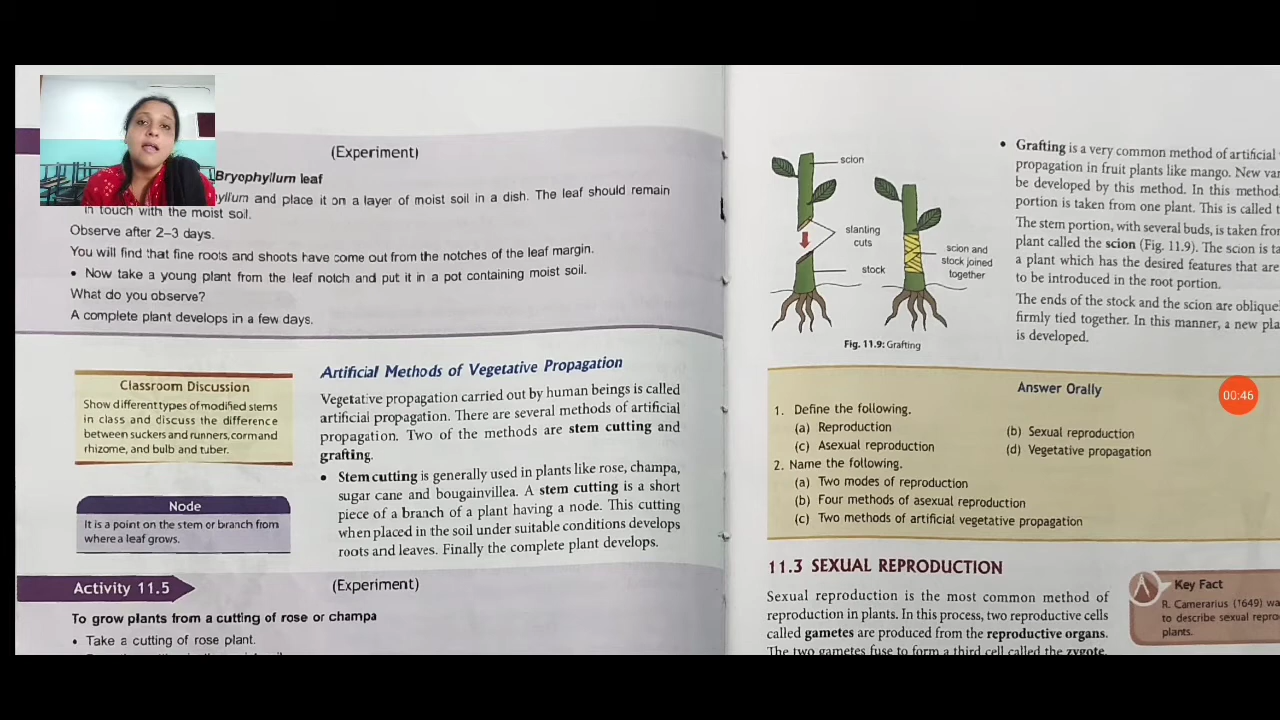 (Experiment)
Bryophyllum leaf
yllum and place it on a layer of moist soil in a dish. The leaf should remain
in touch with the moist soil.
Observe after 2–3 days.
You will find that fine roots and shoots have come out from the notches of the leaf margin.
• Now take a young plant from the leaf notch and put it in a pot containing moist soil.
What do you observe?
A complete plant develops in a few days.
Classroom Discussion
Show different types of modified stems
in class and discuss the difference
between suckers and runners, corm and
rhizome, and bulb and tuber.
Node
It is a point on the stem or branch from
where a leaf grows.
Artificial Methods of Vegetative Propagation
Vegetative propagation carried out by human beings is called
artificial propagation. There are several methods of artificial
propagation. Two of the methods are stem cutting and
grafting.
• Stem cutting is generally used in plants like rose, champa,
sugar cane and bougainvillea. A stem cutting is a short
piece of a branch of a plant having a node. This cutting
when placed in the soil under suitable conditions develops
roots and leaves. Finally the complete plant develops.
Activity 11.5
(Experiment)
To grow plants from a cutting of rose or champa
• Take a cutting of rose plant.
scion
slanting
cuts
stock
scion and
stock joined
together
Fig. 11.9: Grafting
• Grafting is a very common method of artificial
propagation in fruit plants like mango. New var
be developed by this method. In this method
portion is taken from one plant. This is called t
The stem portion, with several buds, is taken from
plant called the scion (Fig. 11.9). The scion is ta
a plant which has the desired features that are
to be introduced in the root portion.
The ends of the stock and the scion are oblique
firmly tied together. In this manner, a new pla
is developed.
Answer Orally
1. Define the following.
(a) Reproduction
(b) Sexual reproduction
(c) Asexual reproduction
(d) Vegetative propagation
2. Name the following.
(a) Two modes of reproduction
(b) Four methods of asexual reproduction
(c) Two methods of artificial vegetative propagation
00:46
11.3 SEXUAL REPRODUCTION
Sexual reproduction is the most common method of
reproduction in plants. In this process, two reproductive cells
called gametes are produced from the reproductive organs.
The two gametes fuse to form a third cell called the zygote.
Key Fact
R. Camerarius (1649) wa
to describe sexual repro
plants.